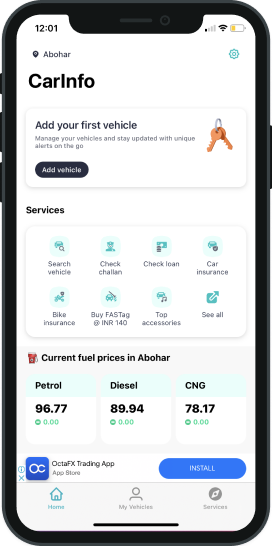 12:01
Abohar
CarInfo
Add your first vehicle
Manage your vehicles and stay updated with unique
alerts on the go
Add vehicle
Services
Search
vehicle
Check
challan
Check loan
Car
insurance
Bike
insurance
Buy FASTag
@ INR 140
Top
accessories
See all
Current fuel prices in Abohar
Petrol
Diesel
CNG
96.77
89.94
78.17
0.00
0.00
0.00
OctaFX Trading App
App Store
INSTALL
Home
My Vehicles
Services